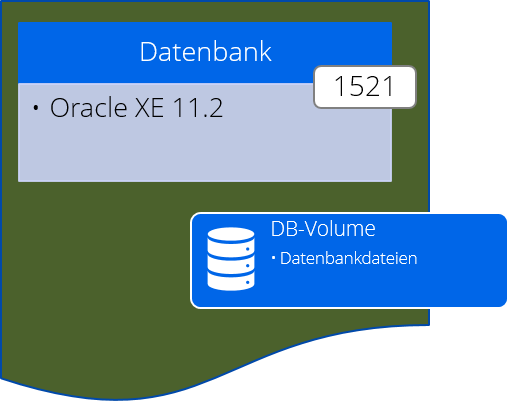 Datenbank
1521
• Oracle XE 11.2
DB-Volume
• Datenbankdateien